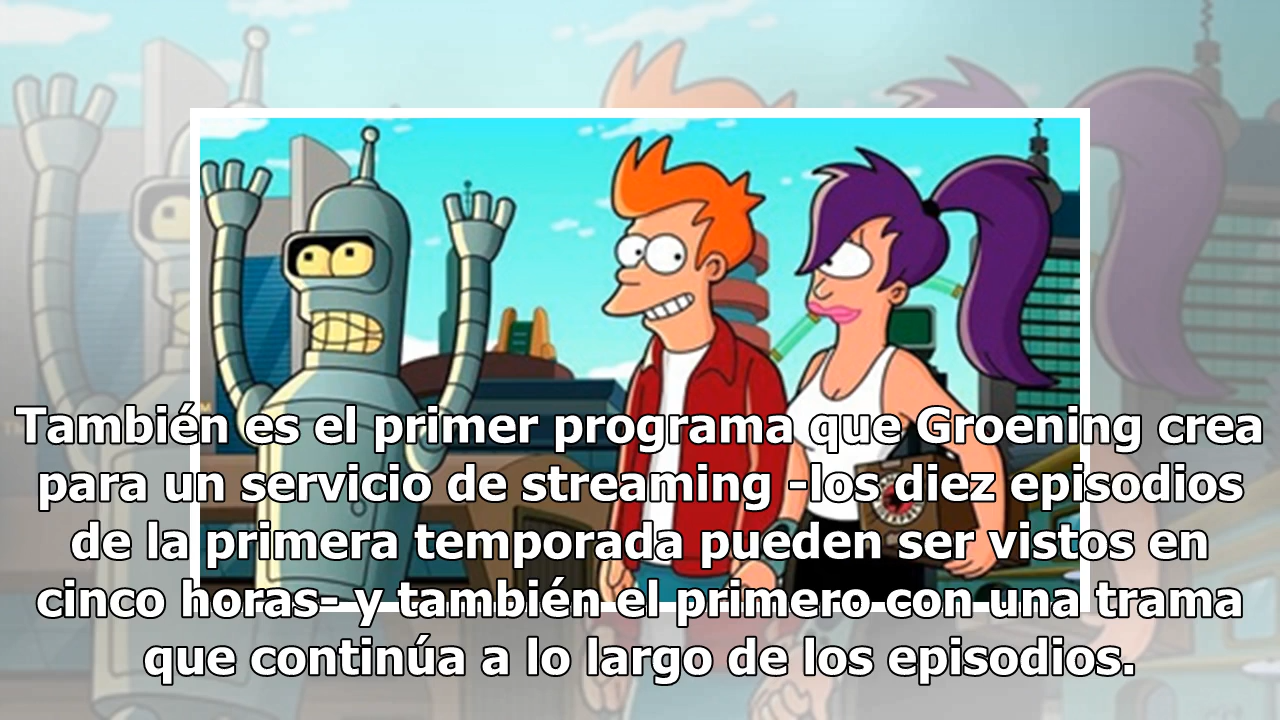 También es el primer programa que Groening crea
para un servicio de streaming -los diez episodios
de la primera temporada pueden ser vistos en
cinco horas- y también el primero con una trama
que continúa a lo largo de los episodios.